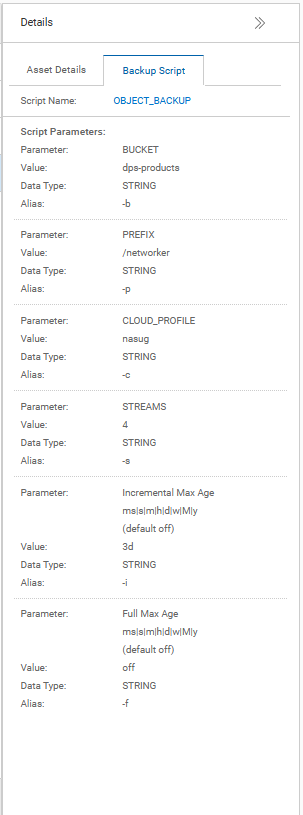 Details
Asset Details Backup Script
Script Name: OBJECT_BACKUP
Script Parameters:
Parameter: BUCKET
Value: dps-products
Data Type: STRING
Alias: -b
Parameter: PREFIX
Value: /networker
Data Type: STRING
Alias: -p
Parameter: CLOUD_PROFILE
Value: nasug
Data Type: STRING
Alias: -c
Parameter: STREAMS
Value: 4
Data Type: STRING
Alias: -s
Parameter: Incremental Max Age
ms|s|m|h|d|w|M|y
(default off)
Value: 3d
Data Type: STRING
Alias: -i
Parameter: Full Max Age
ms|s|m|h|d|w|M|y
(default off)
Value: off
Data Type: STRING
Alias: -f